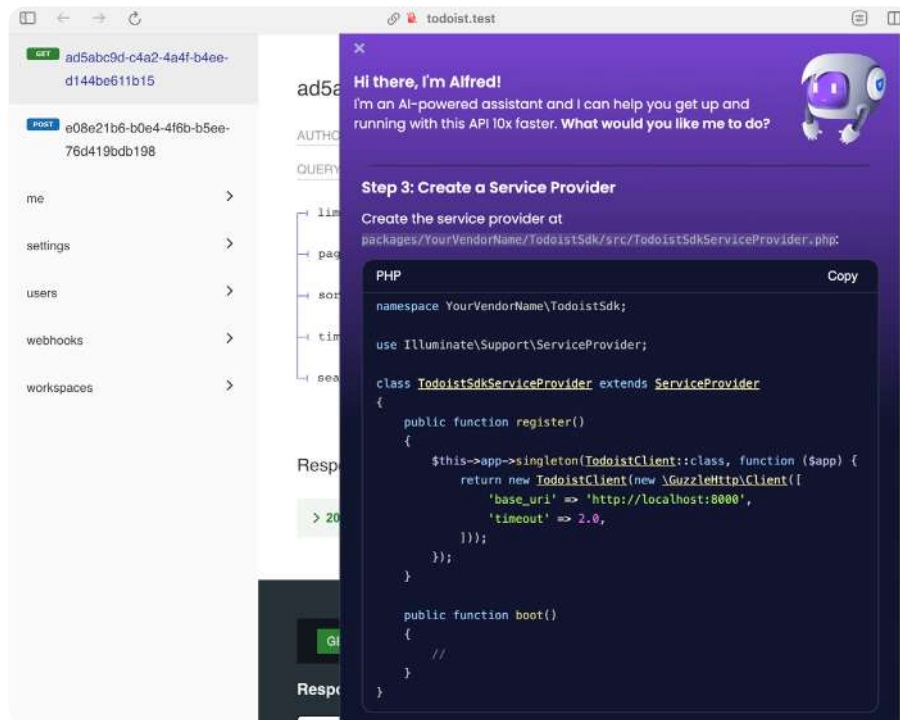 todoist.test
GET ad5abc9d-c4a2-4a4f-b4ee-
d144be611b15
POST e08e21b6-b0e4-4f6b-b5ee-
76d419bdb198
me
settings
users
webhooks
workspaces
ad5a
AUTHO
QUERY
lim
pag
sor
tim
sea
Resp
> 20
GE
Respo
Hi there, I'm Alfred!
I'm an AI-powered assistant and I can help you get up and
running with this API 10x faster. What would you like me to do?
Step 3: Create a Service Provider
Create the service provider at
packages/YourVendorName/TodoistSdk/src/TodoistSdkServiceProvider.php:
PHP Copy
namespace YourVendorName\TodoistSdk;
use Illuminate\Support\ServiceProvider;
class TodoistSdkServiceProvider extends ServiceProvider
{
    public function register()
    {
        $this->app->singleton(TodoistClient::class, function ($app) {
            return new TodoistClient(new \GuzzleHttp\Client([
                'base_uri' => 'http://localhost:8000',
                'timeout' => 2.0,
            ]));
        });
    }
    public function boot()
    {
        //
    }
}